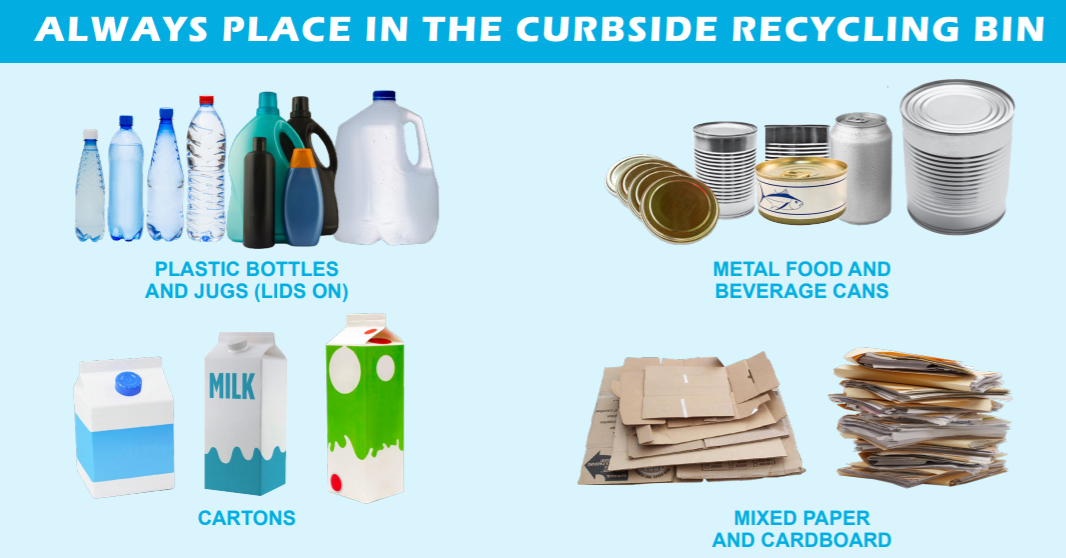 ALWAYS PLACE IN THE CURBSIDE RECYCLING BIN
PLASTIC BOTTLES
AND JUGS (LIDS ON)
METAL FOOD AND
BEVERAGE CANS
MILK
CARTONS
MIXED PAPER
AND CARDBOARD